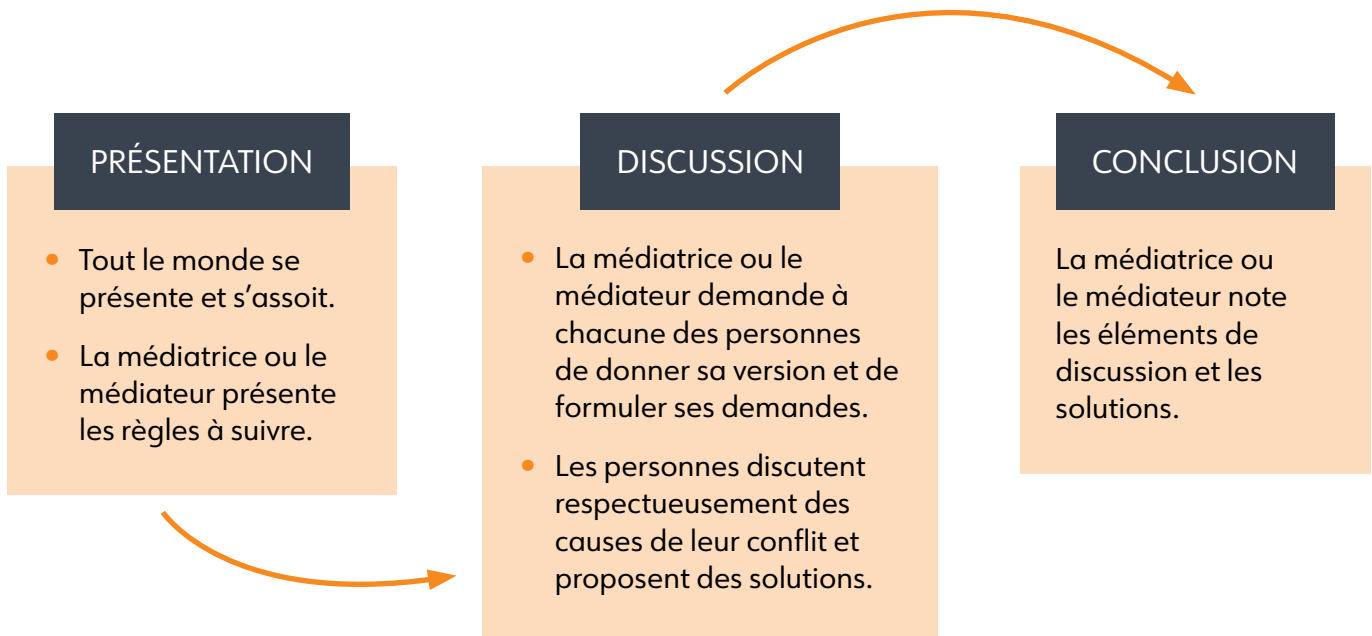 PRÉSENTATION
• Tout le monde se
présente et s’assoit.
• La médiatrice ou le
médiateur présente
les règles à suivre.
DISCUSSION
• La médiatrice ou le
médiateur demande à
chacune des personnes
de donner sa version et de
formuler ses demandes.
• Les personnes discutent
respectueusement des
causes de leur conflit et
proposent des solutions.
CONCLUSION
La médiatrice ou
le médiateur note
les éléments de
discussion et les
solutions.